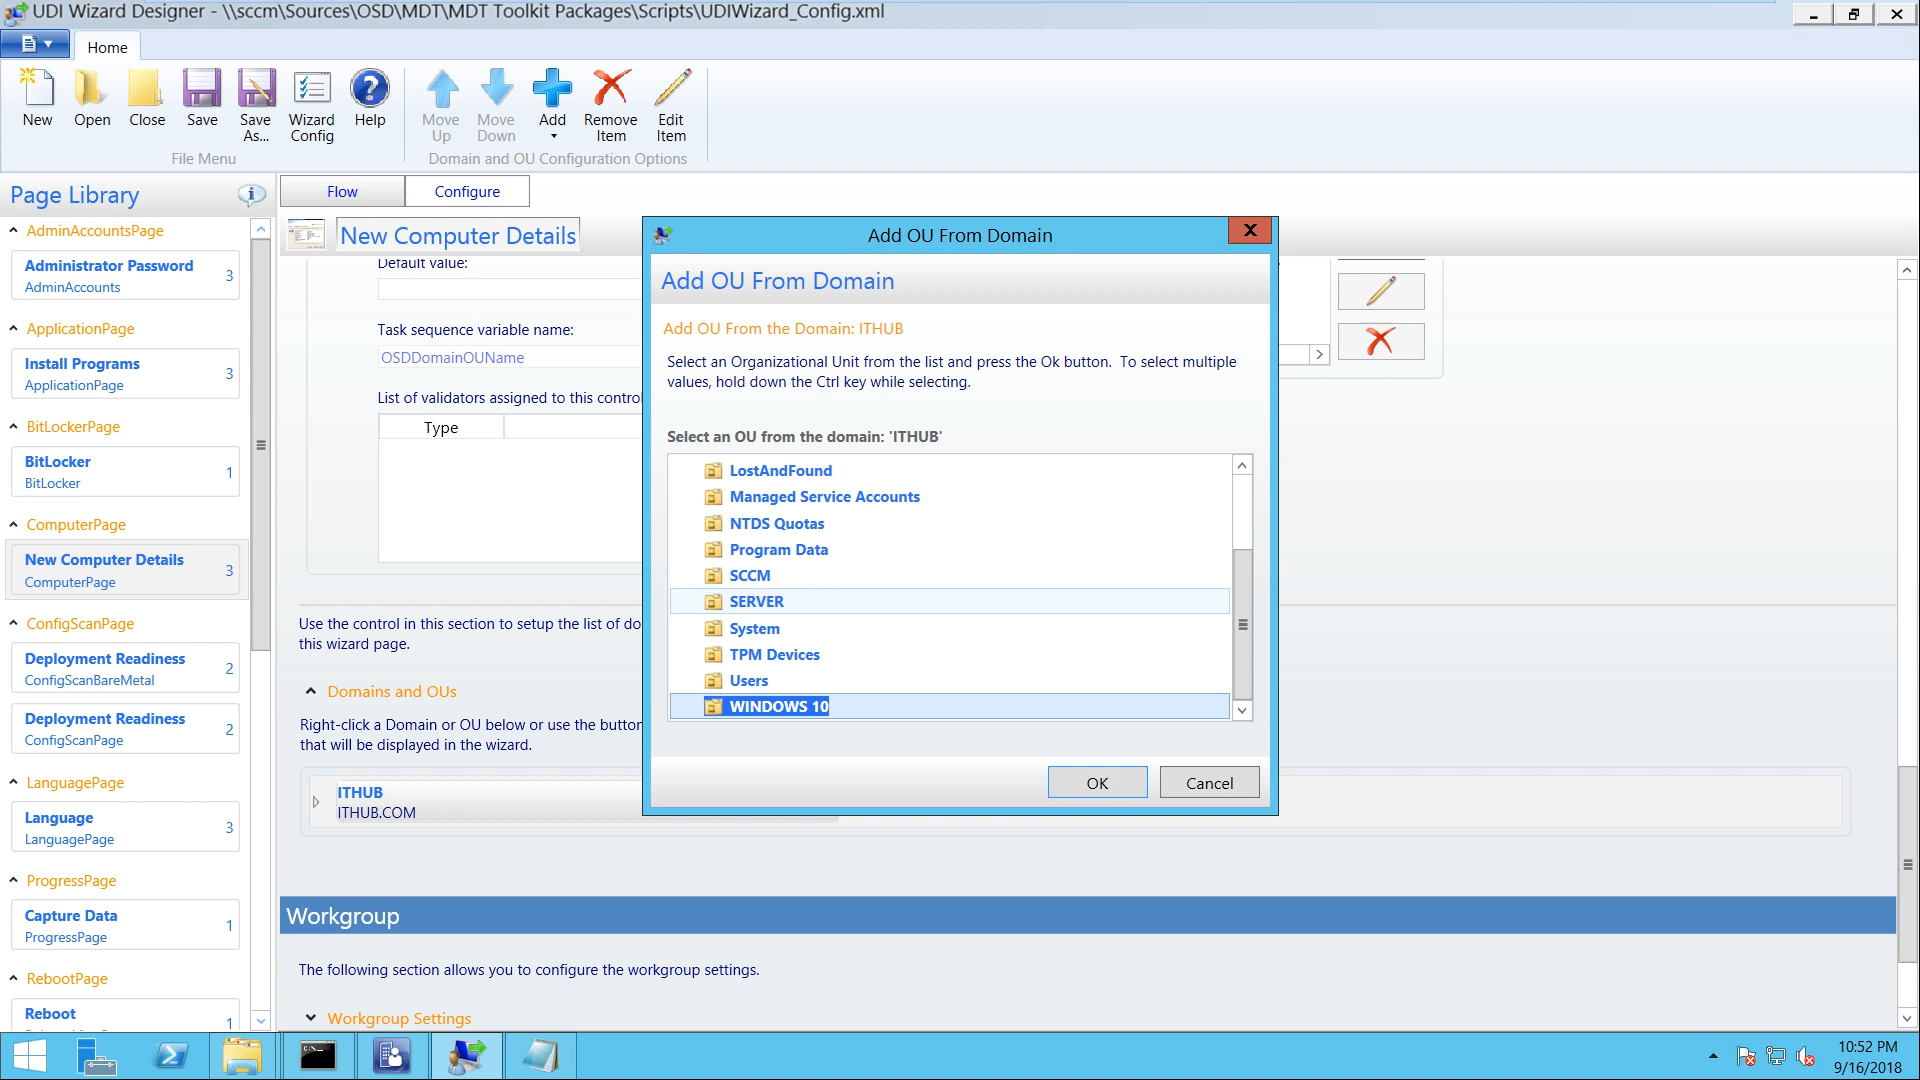 UDI Wizard Designer - \\sccm\Sources\OSD\MDT\MDT Toolkit Packages\Scripts\UDIWizard_Config.xml
Home
New
Open
Close
Save
Save As...
Wizard Config
Help
Move Up
Move Down
Add
Remove Item
Edit Item
File Menu
Domain and OU Configuration Options
Page Library
Flow
Configure
AdminAccountsPage
Administrator Password
AdminAccounts
3
ApplicationPage
Install Programs
ApplicationPage
3
BitLockerPage
BitLocker
BitLocker
1
ComputerPage
New Computer Details
ComputerPage
3
ConfigScanPage
Deployment Readiness
ConfigScanBareMetal
2
Deployment Readiness
ConfigScanPage
2
LanguagePage
Language
LanguagePage
3
ProgressPage
Capture Data
ProgressPage
1
RebootPage
Reboot
1
New Computer Details
Default value:
Task sequence variable name:
OSDDomainOUName
List of validators assigned to this control
Type
Use the control in this section to setup the list of do
this wizard page.
Domains and OUs
Right-click a Domain or OU below or use the button
that will be displayed in the wizard.
ITHUB
ITHUB.COM
Workgroup
The following section allows you to configure the workgroup settings.
Workgroup Settings
Add OU From Domain
X
Add OU From Domain
Add OU From the Domain: ITHUB
Select an Organizational Unit from the list and press the Ok button. To select multiple
values, hold down the Ctrl key while selecting.
Select an OU from the domain: 'ITHUB'
LostAndFound
Managed Service Accounts
NTDS Quotas
Program Data
SCCM
SERVER
System
TPM Devices
Users
WINDOWS 10
OK
Cancel
10:52 PM
9/16/2018